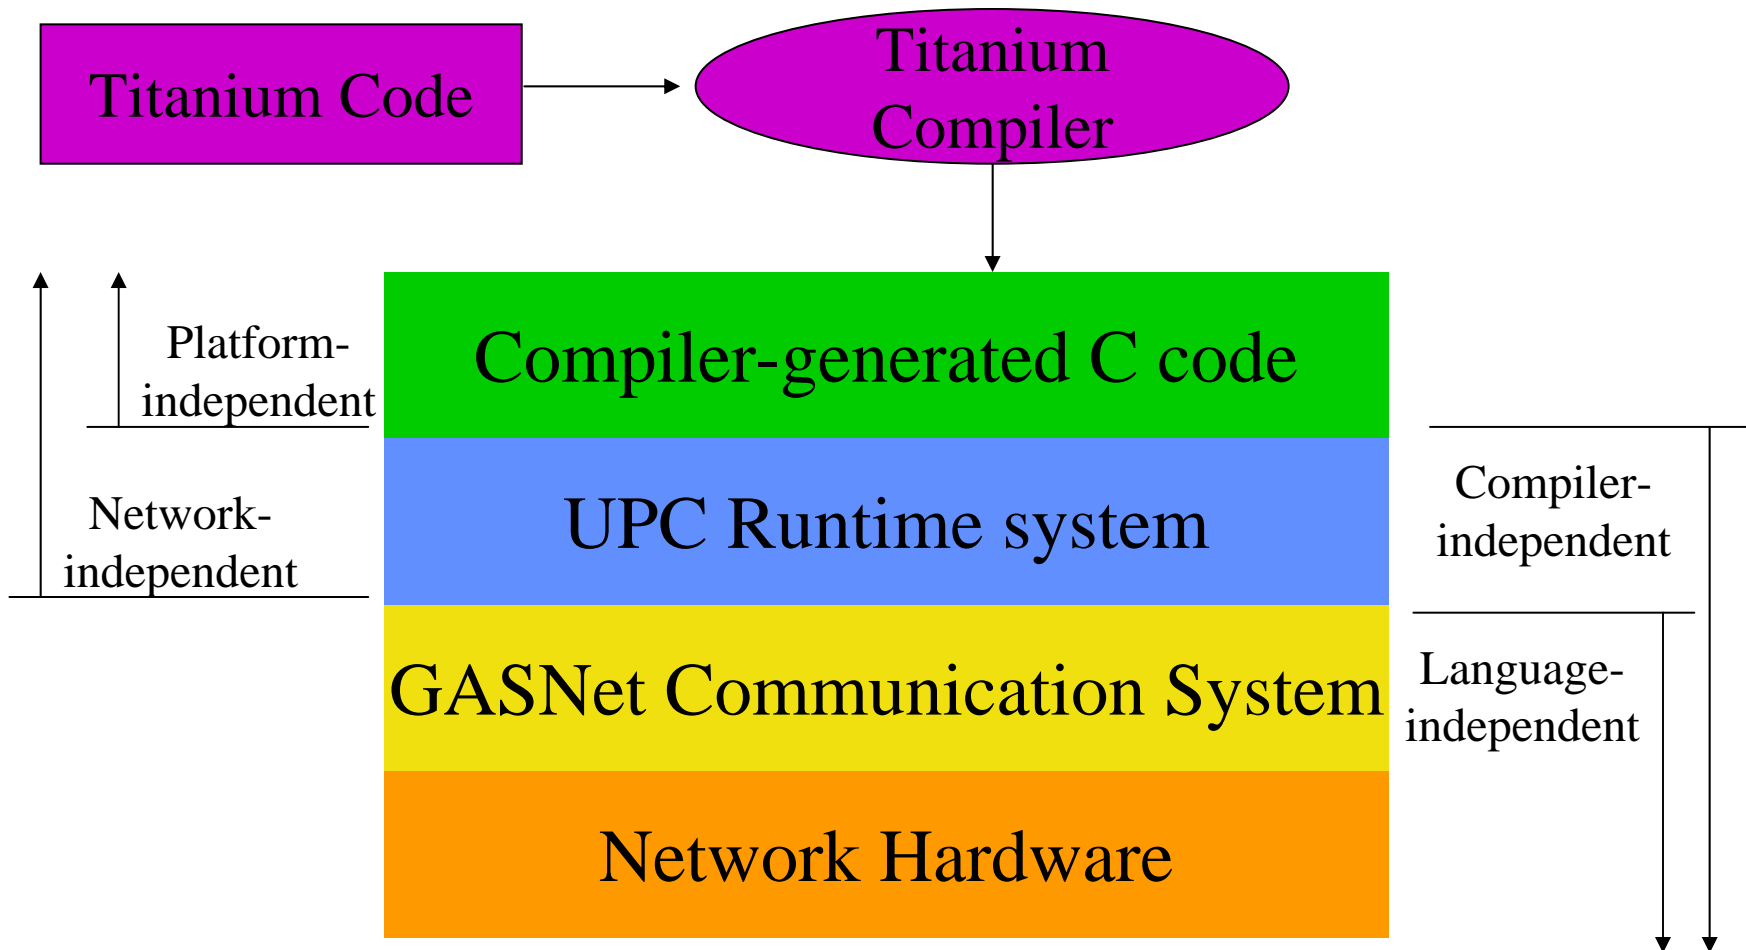 Titanium Code
Titanium
Compiler
Platform-
independent
Compiler-generated C code
Network-
independent
UPC Runtime system
Compiler-
independent
GASNet Communication System
Language-
independent
Network Hardware